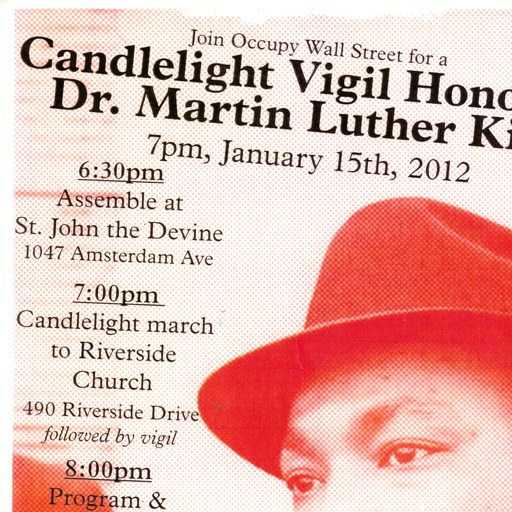 Join Occupy Wall Street for a
Candlelight Vigil Hono
Dr. Martin Luther Ki
7pm, January 15th, 2012
6:30pm
Assemble at
St. John the Devine
1047 Amsterdam Ave
7:00pm
Candlelight march
to Riverside
Church
490 Riverside Drive
followed by vigil
8:00pm
Program &